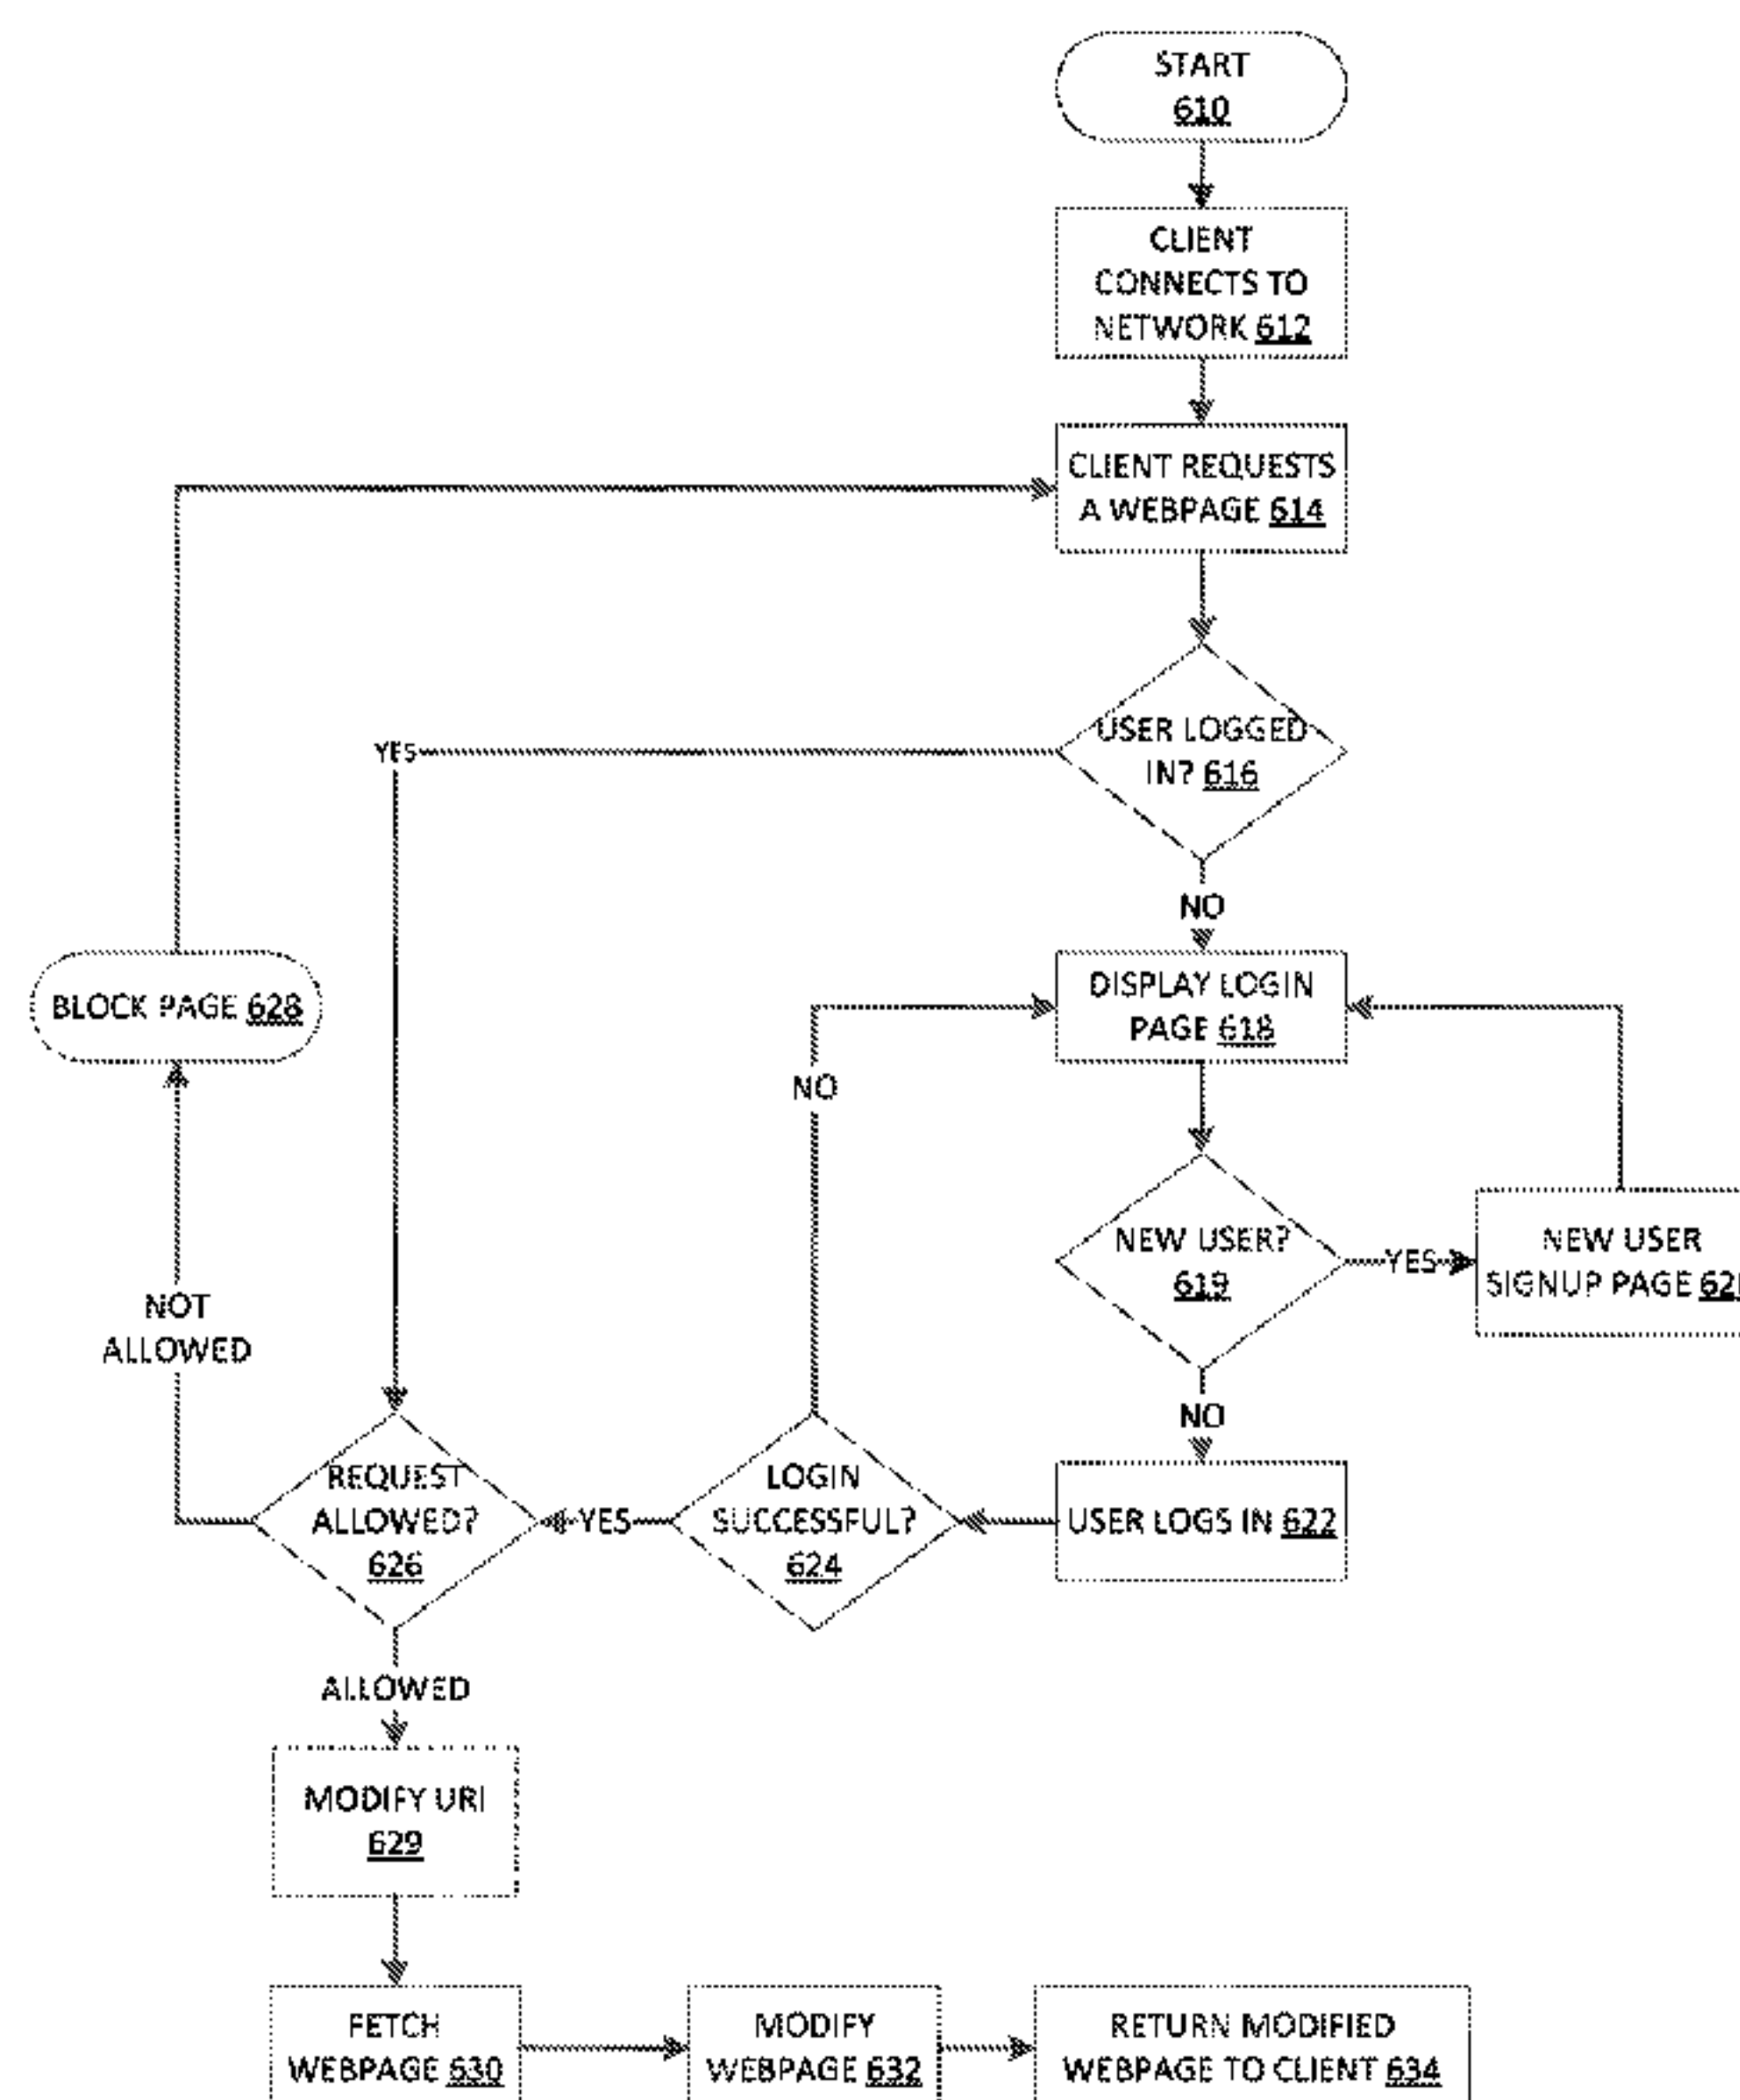 START
610
CLIENT
CONNECTS TO
NETWORK 612
CLIENT REQUESTS
A WEBPAGE 614
USER LOGGED
IN? 616
YES
NO
BLOCK PAGE 628
DISPLAY LOGIN
PAGE 618
NO
NEW USER?
619
YES
NEW USER
SIGNUP PAGE
NOT
ALLOWED
NO
REQUEST
ALLOWED?
626
YES
LOGIN
SUCCESSFUL?
624
USER LOGS IN 622
ALLOWED
MODIFY URI
629
FETCH
WEBPAGE 630
MODIFY
WEBPAGE 632
RETURN MODIFIED
WEBPAGE TO CLIENT 634